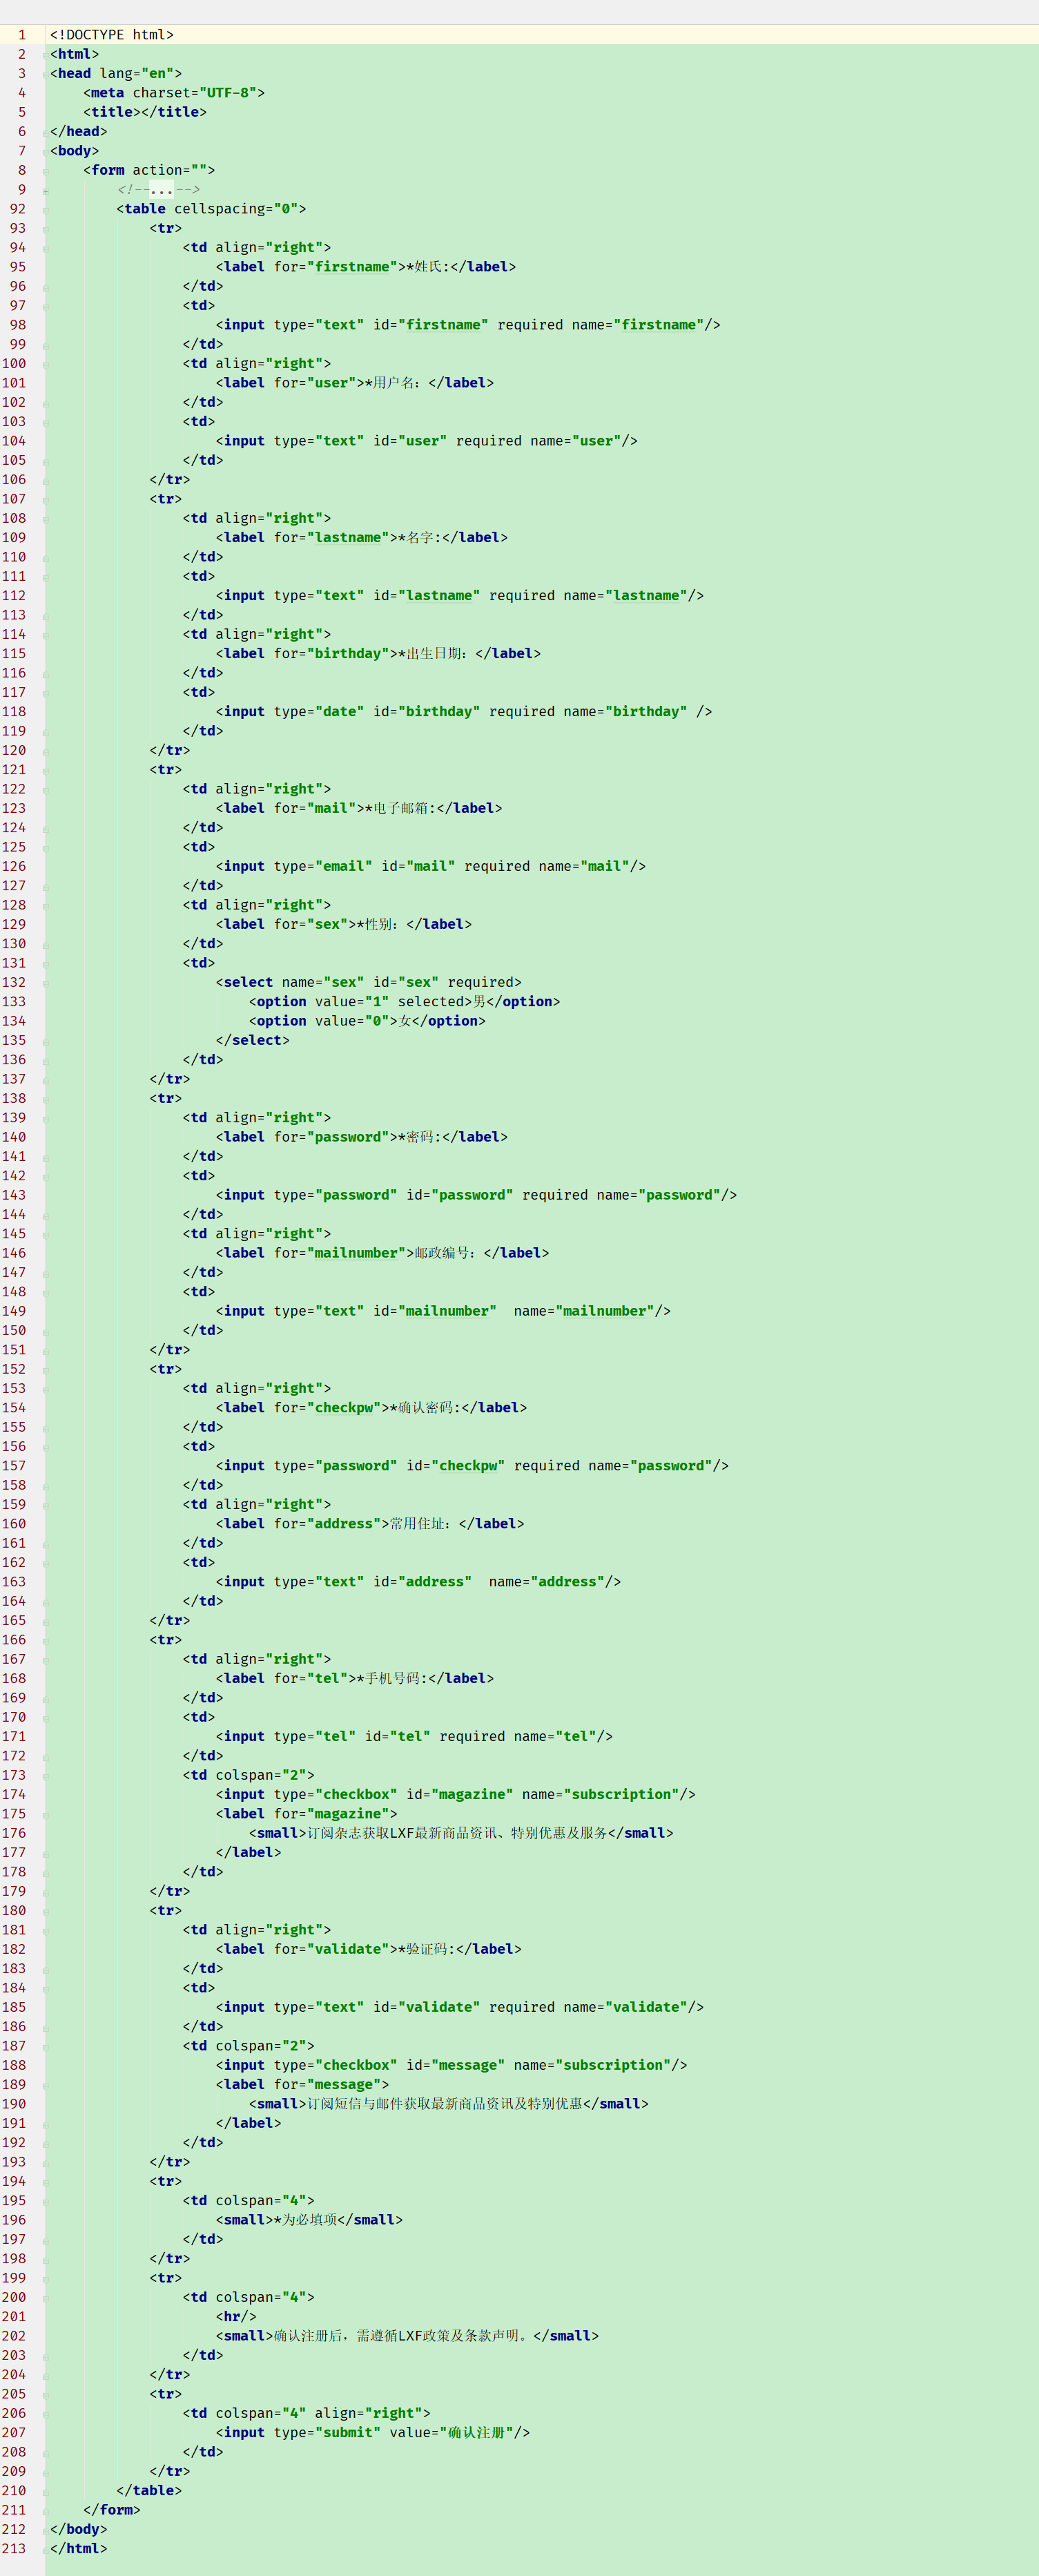 1 <!DOCTYPE html>
2 <html>
3 <head lang="en">
4     <meta charset="UTF-8">
5     <title></title>
6 </head>
7 <body>
8     <form action="">
9         <!--...-->
92         <table cellspacing="0">
93             <tr>
94                 <td align="right">
95                     <label for="firstname">*姓氏:</label>
96                 </td>
97                 <td>
98                     <input type="text" id="firstname" required name="firstname"/>
99                 </td>
100                 <td align="right">
101                     <label for="user">*用户名：</label>
102                 </td>
103                 <td>
104                     <input type="text" id="user" required name="user"/>
105                 </td>
106             </tr>
107             <tr>
108                 <td align="right">
109                     <label for="lastname">*名字:</label>
110                 </td>
111                 <td>
112                     <input type="text" id="lastname" required name="lastname"/>
113                 </td>
114                 <td align="right">
115                     <label for="birthday">*出生日期：</label>
116                 </td>
117                 <td>
118                     <input type="date" id="birthday" required name="birthday" />
119                 </td>
120             </tr>
121             <tr>
122                 <td align="right">
123                     <label for="mail">*电子邮箱:</label>
124                 </td>
125                 <td>
126                     <input type="email" id="mail" required name="mail"/>
127                 </td>
128                 <td align="right">
129                     <label for="sex">*性别：</label>
130                 </td>
131                 <td>
132                     <select name="sex" id="sex" required>
133                         <option value="1" selected>男</option>
134                         <option value="0">女</option>
135                     </select>
136                 </td>
137             </tr>
138             <tr>
139                 <td align="right">
140                     <label for="password">*密码:</label>
141                 </td>
142                 <td>
143                     <input type="password" id="password" required name="password"/>
144                 </td>
145                 <td align="right">
146                     <label for="mailnumber">邮政编号：</label>
147                 </td>
148                 <td>
149                     <input type="text" id="mailnumber"  name="mailnumber"/>
150                 </td>
151             </tr>
152             <tr>
153                 <td align="right">
154                     <label for="checkpw">*确认密码:</label>
155                 </td>
156                 <td>
157                     <input type="password" id="checkpw" required name="password"/>
158                 </td>
159                 <td align="right">
160                     <label for="address">常用住址：</label>
161                 </td>
162                 <td>
163                     <input type="text" id="address"  name="address"/>
164                 </td>
165             </tr>
166             <tr>
167                 <td align="right">
168                     <label for="tel">*手机号码:</label>
169                 </td>
170                 <td>
171                     <input type="tel" id="tel" required name="tel"/>
172                 </td>
173                 <td colspan="2">
174                     <input type="checkbox" id="magazine" name="subscription"/>
175                     <label for="magazine">
176                         <small>订阅杂志获取LXF最新商品资讯、特别优惠及服务</small>
177                     </label>
178                 </td>
179             </tr>
180             <tr>
181                 <td align="right">
182                     <label for="validate">*验证码:</label>
183                 </td>
184                 <td>
185                     <input type="text" id="validate" required name="validate"/>
186                 </td>
187                 <td colspan="2">
188                     <input type="checkbox" id="message" name="subscription"/>
189                     <label for="message">
190                         <small>订阅短信与邮件获取最新商品资讯及特别优惠</small>
191                     </label>
192                 </td>
193             </tr>
194             <tr>
195                 <td colspan="4">
196                     <small>*为必填项</small>
197                 </td>
198             </tr>
199             <tr>
200                 <td colspan="4">
201                     <hr/>
202                     <small>确认注册后，需遵循LXF政策及条款声明。</small>
203                 </td>
204             </tr>
205             <tr>
206                 <td colspan="4" align="right">
207                     <input type="submit" value="确认注册"/>
208                 </td>
209             </tr>
210         </table>
211     </form>
212 </body>
213 </html>